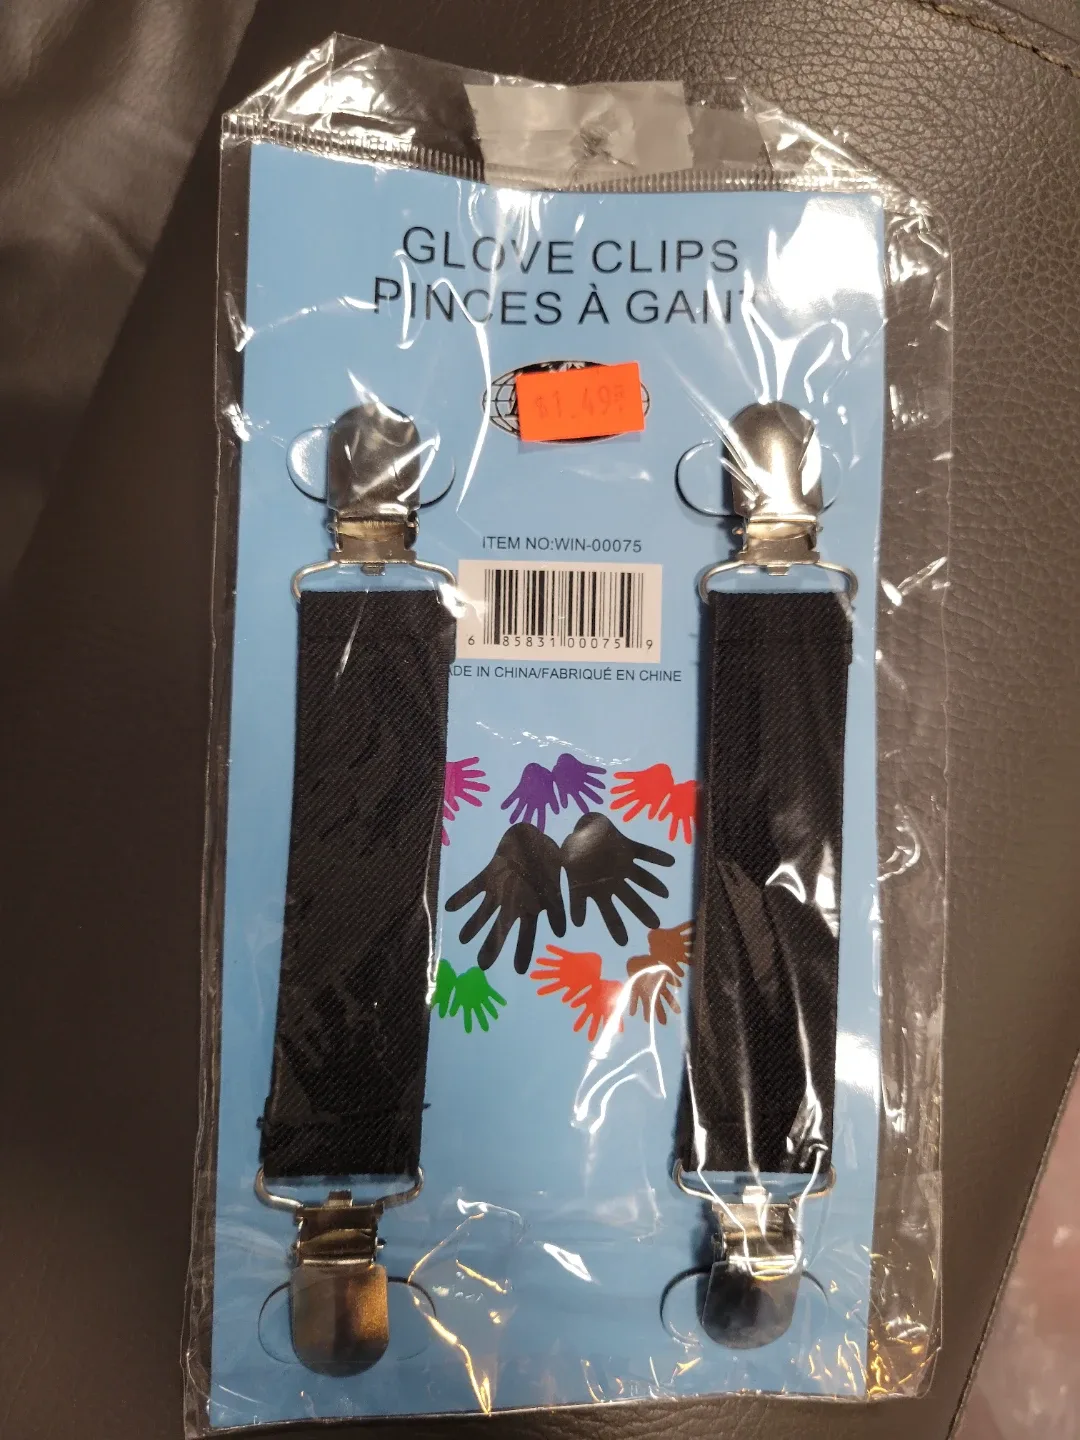 GLOVE CLIPS
PINCES À GANT
$1.49
ITEM NO:WIN-00075
6 85831 00075 9
ADE IN CHINA/FABRIQUÉ EN CHINE